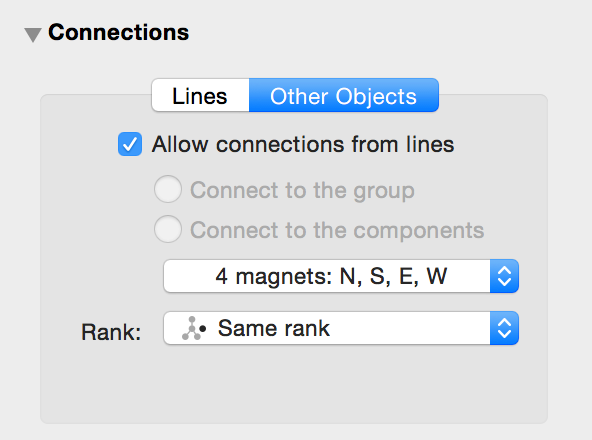 Connections
Lines Other Objects
Allow connections from lines
Connect to the group
Connect to the components
4 magnets: N, S, E, W
Rank: Same rank